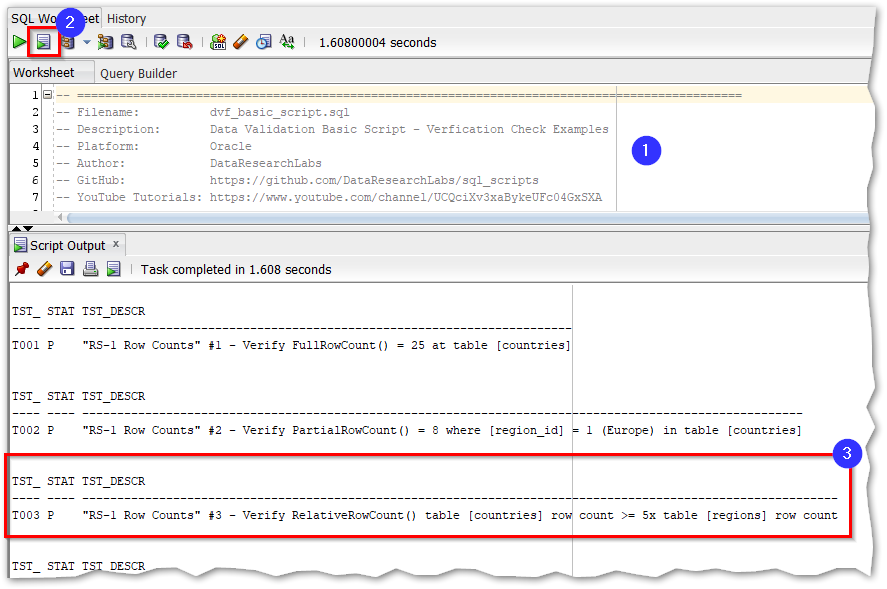 SQL Worksheet History
2
1.60800004 seconds
Worksheet Query Builder
1 -- ===============================================================================================
2 -- Filename: dvf_basic_script.sql
3 -- Description: Data Validation Basic Script - Verfication Check Examples
4 -- Platform: Oracle
5 -- Author: DataResearchLabs
6 -- GitHub: https://github.com/DataResearchLabs/sql_scripts
7 -- YouTube Tutorials: https://www.youtube.com/channel/UCQciXv3xaBykeUFc04GxSXA
1
Script Output x
Task completed in 1.608 seconds
TST_ STAT TST_DESCR
---- ---- ----------------------------------------------------------------------
T001 P "RS-1 Row Counts" #1 - Verify FullRowCount() = 25 at table [countries]
TST_ STAT TST_DESCR
---- ---- -------------------------------------------------------------------------------------------------------
T002 P "RS-1 Row Counts" #2 - Verify PartialRowCount() = 8 where [region_id] = 1 (Europe) in table [countries]
3
TST_ STAT TST_DESCR
---- ---- ------------------------------------------------------------------------------------------------------------
T003 P "RS-1 Row Counts" #3 - Verify RelativeRowCount() table [countries] row count >= 5x table [regions] row count
TST_ STAT TST_DESCR